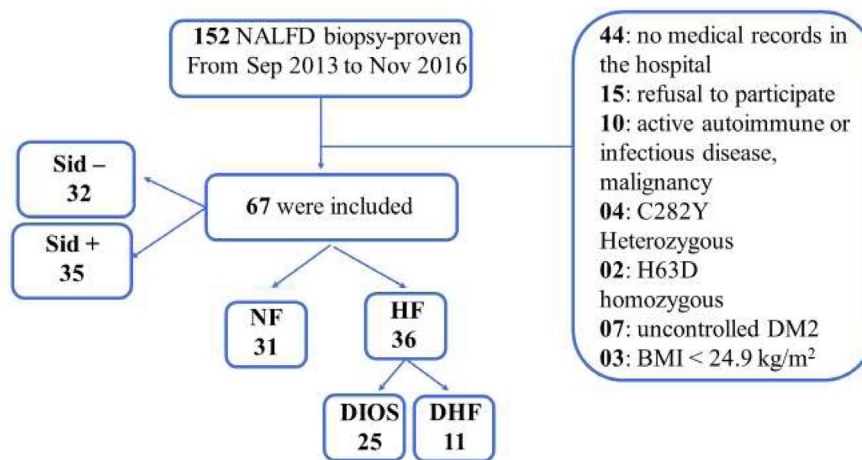 152 NALFD biopsy-proven
From Sep 2013 to Nov 2016
44: no medical records in
the hospital
15: refusal to participate
10: active autoimmune or
infectious disease,
malignancy
04: C282Y
Heterozygous
02: H63D
homozygous
07: uncontrolled DM2
03: BMI < 24.9 kg/m²
Sid –
32
Sid +
35
67 were included
NF
31
HF
36
DIOS
25
DHF
11